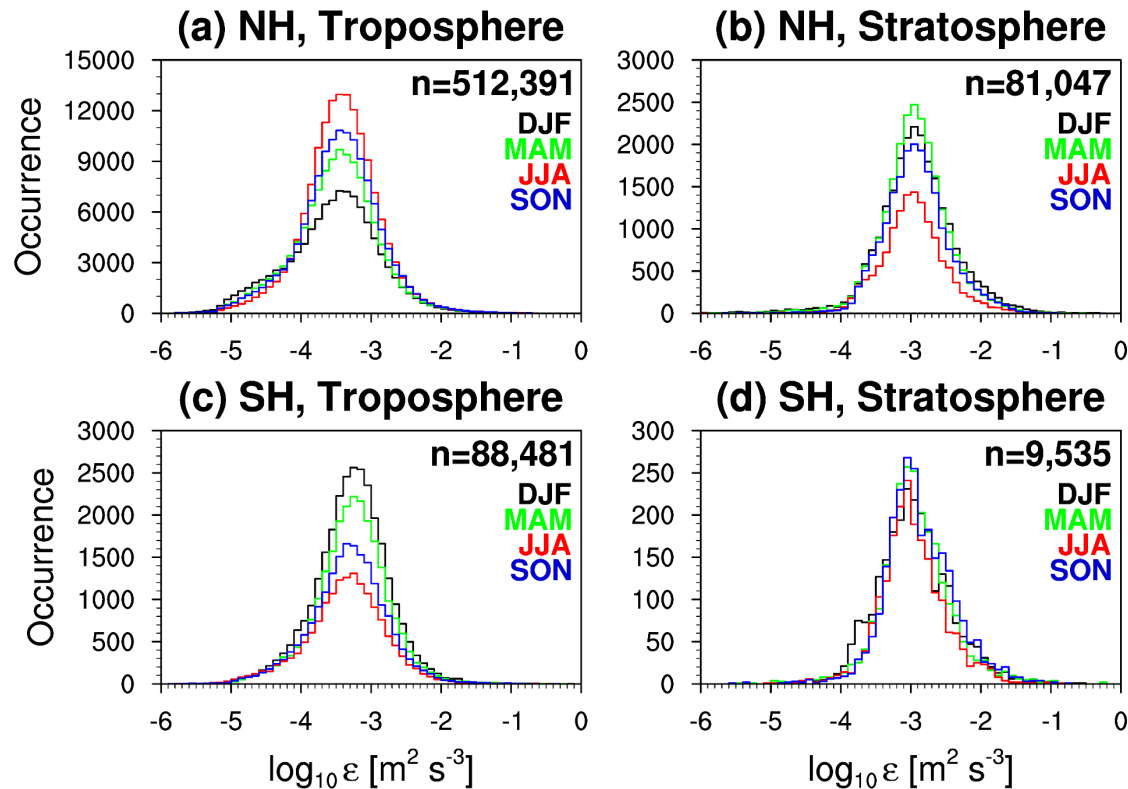 (a) NH, Troposphere
15000
12000
9000
6000
3000
0
Occurrence
n=512,391
DJF
MAM
JJA
SON
-6 -5 -4 -3 -2 -1 0
(b) NH, Stratosphere
3000
2500
2000
1500
1000
500
0
n=81,047
DJF
MAM
JJA
SON
-6 -5 -4 -3 -2 -1 0
(c) SH, Troposphere
3000
2500
2000
1500
1000
500
0
Occurrence
n=88,481
DJF
MAM
JJA
SON
-6 -5 -4 -3 -2 -1 0
log₁₀ ε [m² s⁻³]
(d) SH, Stratosphere
300
250
200
150
100
50
0
n=9,535
DJF
MAM
JJA
SON
-6 -5 -4 -3 -2 -1 0
log₁₀ ε [m² s⁻³]